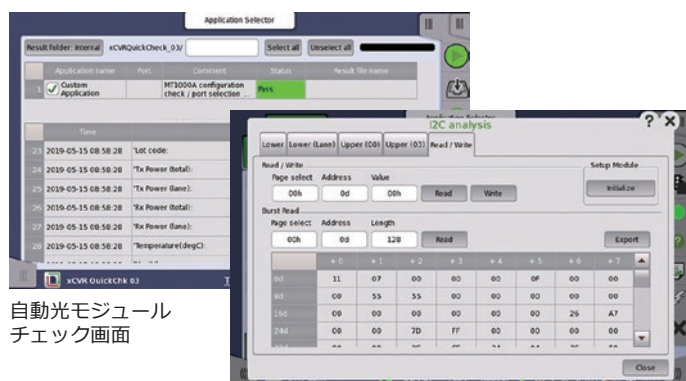 Application Selector
Result folder: Internal xCVRQuickCheck_03/ Select all Unselect all
Application name Port Comment Status Result file name
1 Custom Application MT1000A configuration check / port selection ... Pass
Time
23 2019-05-15 08:58:28 "Lot code:
24 2019-05-15 08:58:28 "Tx Power (total):
25 2019-05-15 08:58:28 "Tx Power (lane):
26 2019-05-15 08:58:28 "Rx Power (total):
27 2019-05-15 08:58:28 "Rx Power (lane):
28 2019-05-15 08:58:28 "Temperature(degC):
xCVR QuickChk 03
自動光モジュール
チェック画面
I2C analysis
? X
Lower Lower (Lane) Upper (00) Upper (03) Read / Write
Read / Write
Setup Module
Page select Address Value
00h 0d 00h Read Write Initialize
Burst Read
Page select Address Length
00h 0d 128 Read Export
+ 0 + 1 + 2 + 3 + 4 + 5 + 6 + 7
0d 11 07 00 00 00 0F 00 00
8d 00 55 55 00 00 00 00 00
16d 00 00 00 00 00 00 26 A7
24d 00 00 7D FF 00 00 00 00
Close